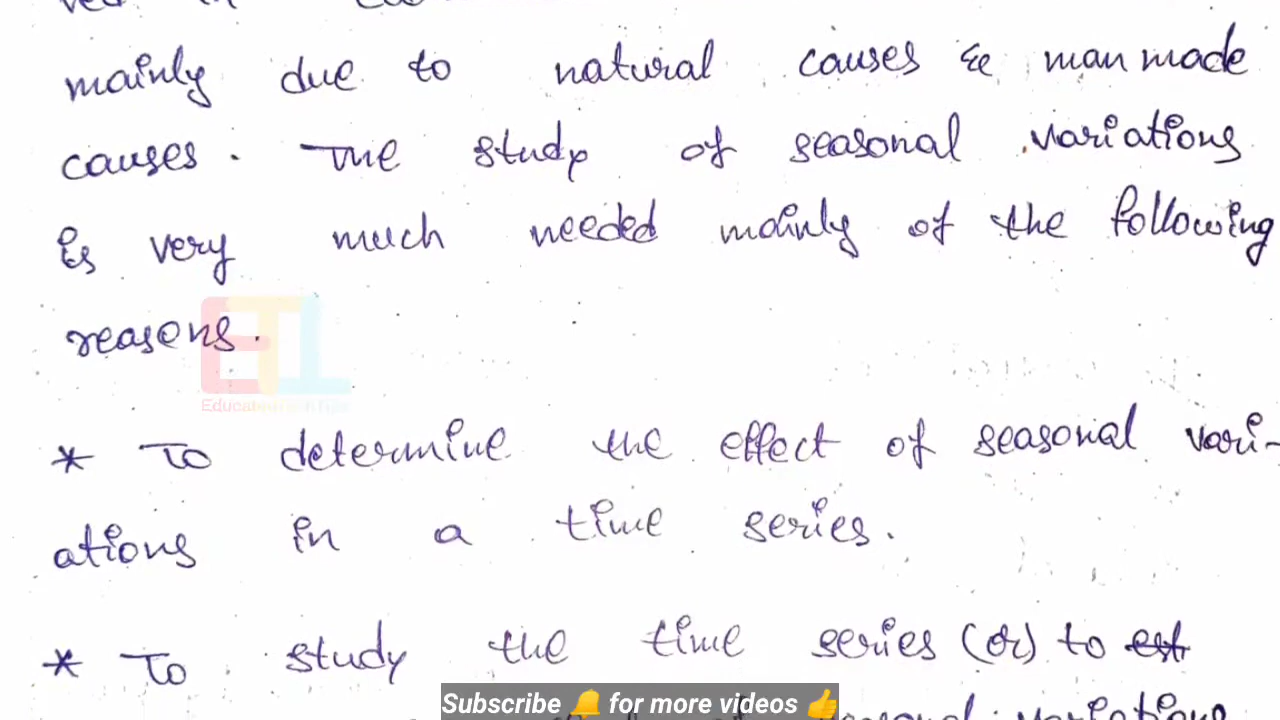 mainly due to natural causes & man made
causes. The study of seasonal variations
is very much needed mainly of the following
reasons.
* To determine the effect of seasonal vari-
ations in a time series.
* To study the time series (or) to
Subscribe 🔔 for more videos 👍